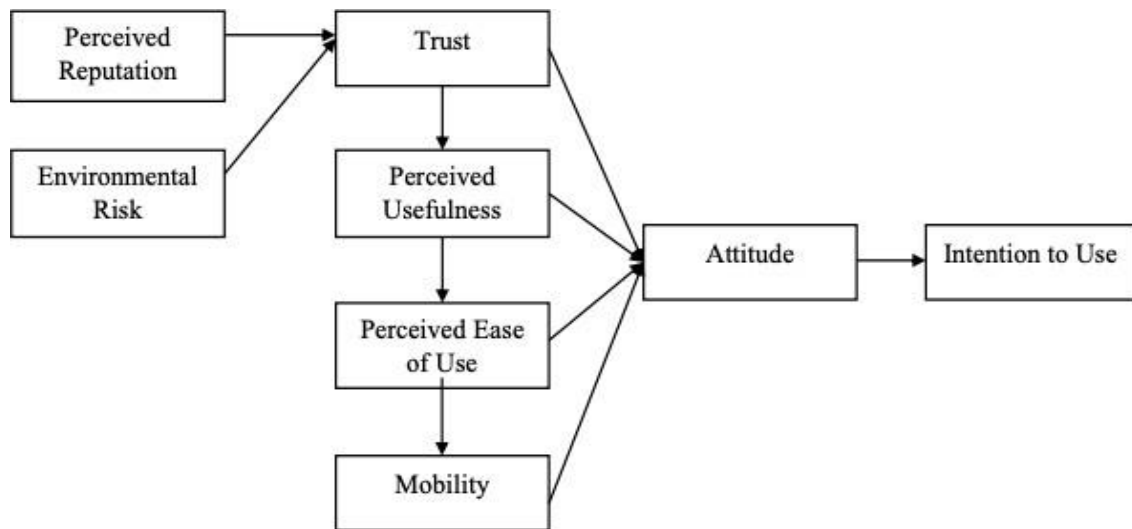 Perceived
Reputation
Trust
Environmental
Risk
Perceived
Usefulness
Attitude
Intention to Use
Perceived Ease
of Use
Mobility